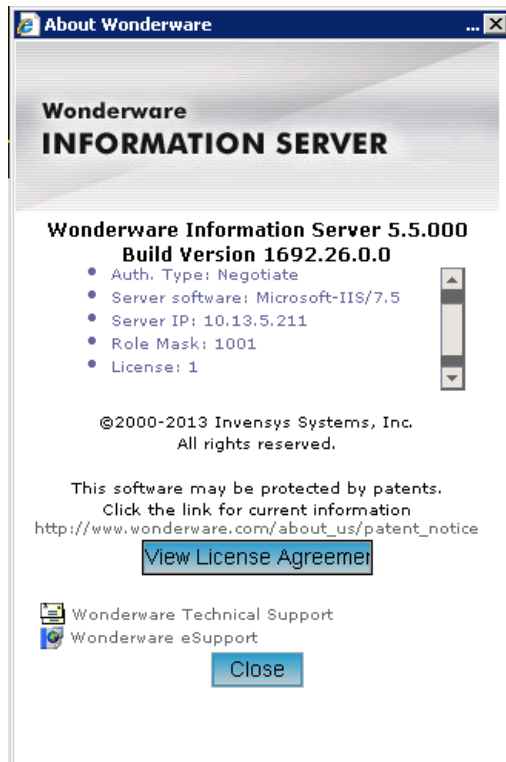 About Wonderware ...
Wonderware
INFORMATION SERVER
Wonderware Information Server 5.5.000
Build Version 1692.26.0.0
Auth. Type: Negotiate
Server software: Microsoft-IIS/7.5
Server IP: 10.13.5.211
Role Mask: 1001
License: 1
©2000-2013 Invensys Systems, Inc.
All rights reserved.
This software may be protected by patents.
Click the link for current information
http://www.wonderware.com/about_us/patent_notice
View License Agreemer
Wonderware Technical Support
Wonderware eSupport
Close